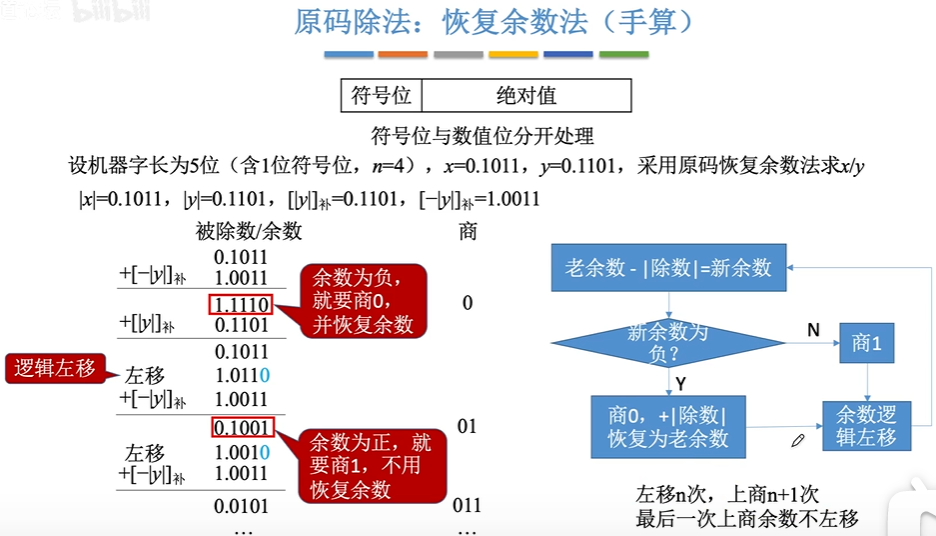 bilibili
原码除法：恢复余数法（手算）
符号位 绝对值
符号位与数值位分开处理
设机器字长为5位（含1位符号位，n=4），x=0.1011，y=0.1101，采用原码恢复余数法求x/y
|x|=0.1011，|y|=0.1101，[|y|]补=0.1101，[−|y|]补=1.0011
被除数/余数 商
0.1011
+[−|y|]补 1.0011
1.1110 0
+[|y|]补 0.1101
0.1011
左移 1.0110
+[−|y|]补 1.0011
0.1001 01
左移 1.0010
+[−|y|]补 1.0011
0.0101 011
… …
余数为负，
就要商0，
并恢复余数
逻辑左移
余数为正，就
要商1，不用
恢复余数
老余数 - |除数|=新余数
新余数为
负？
N
商1
Y
商0，+|除数|
恢复为老余数
余数逻
辑左移
左移n次，上商n+1次
最后一次上商余数不左移